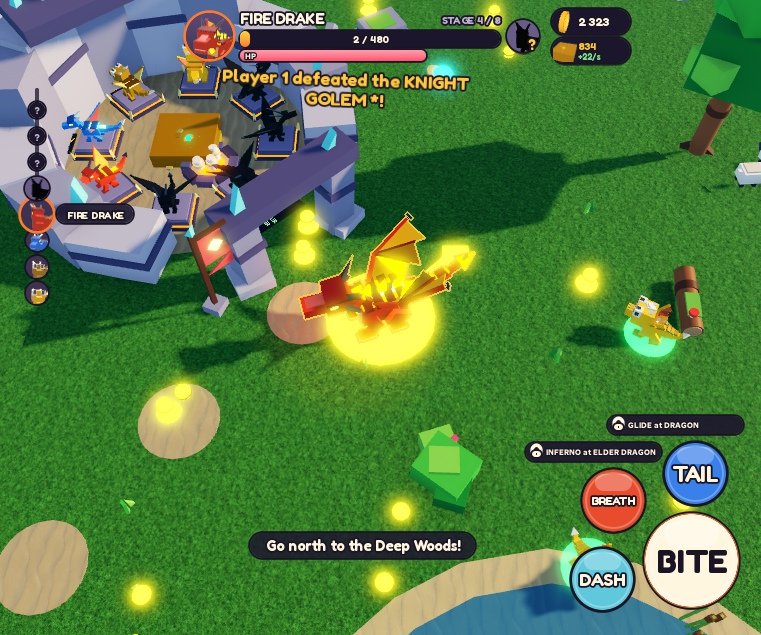 FIRE DRAKE
STAGE 4/8
2 323
2 / 480
HP
834
+22/s
?
Player 1 defeated the KNIGHT
GOLEM *!
?
?
?
FIRE DRAKE
GLIDE at DRAGON
INFERNO at ELDER DRAGON
TAIL
BREATH
BITE
Go north to the Deep Woods!
DASH